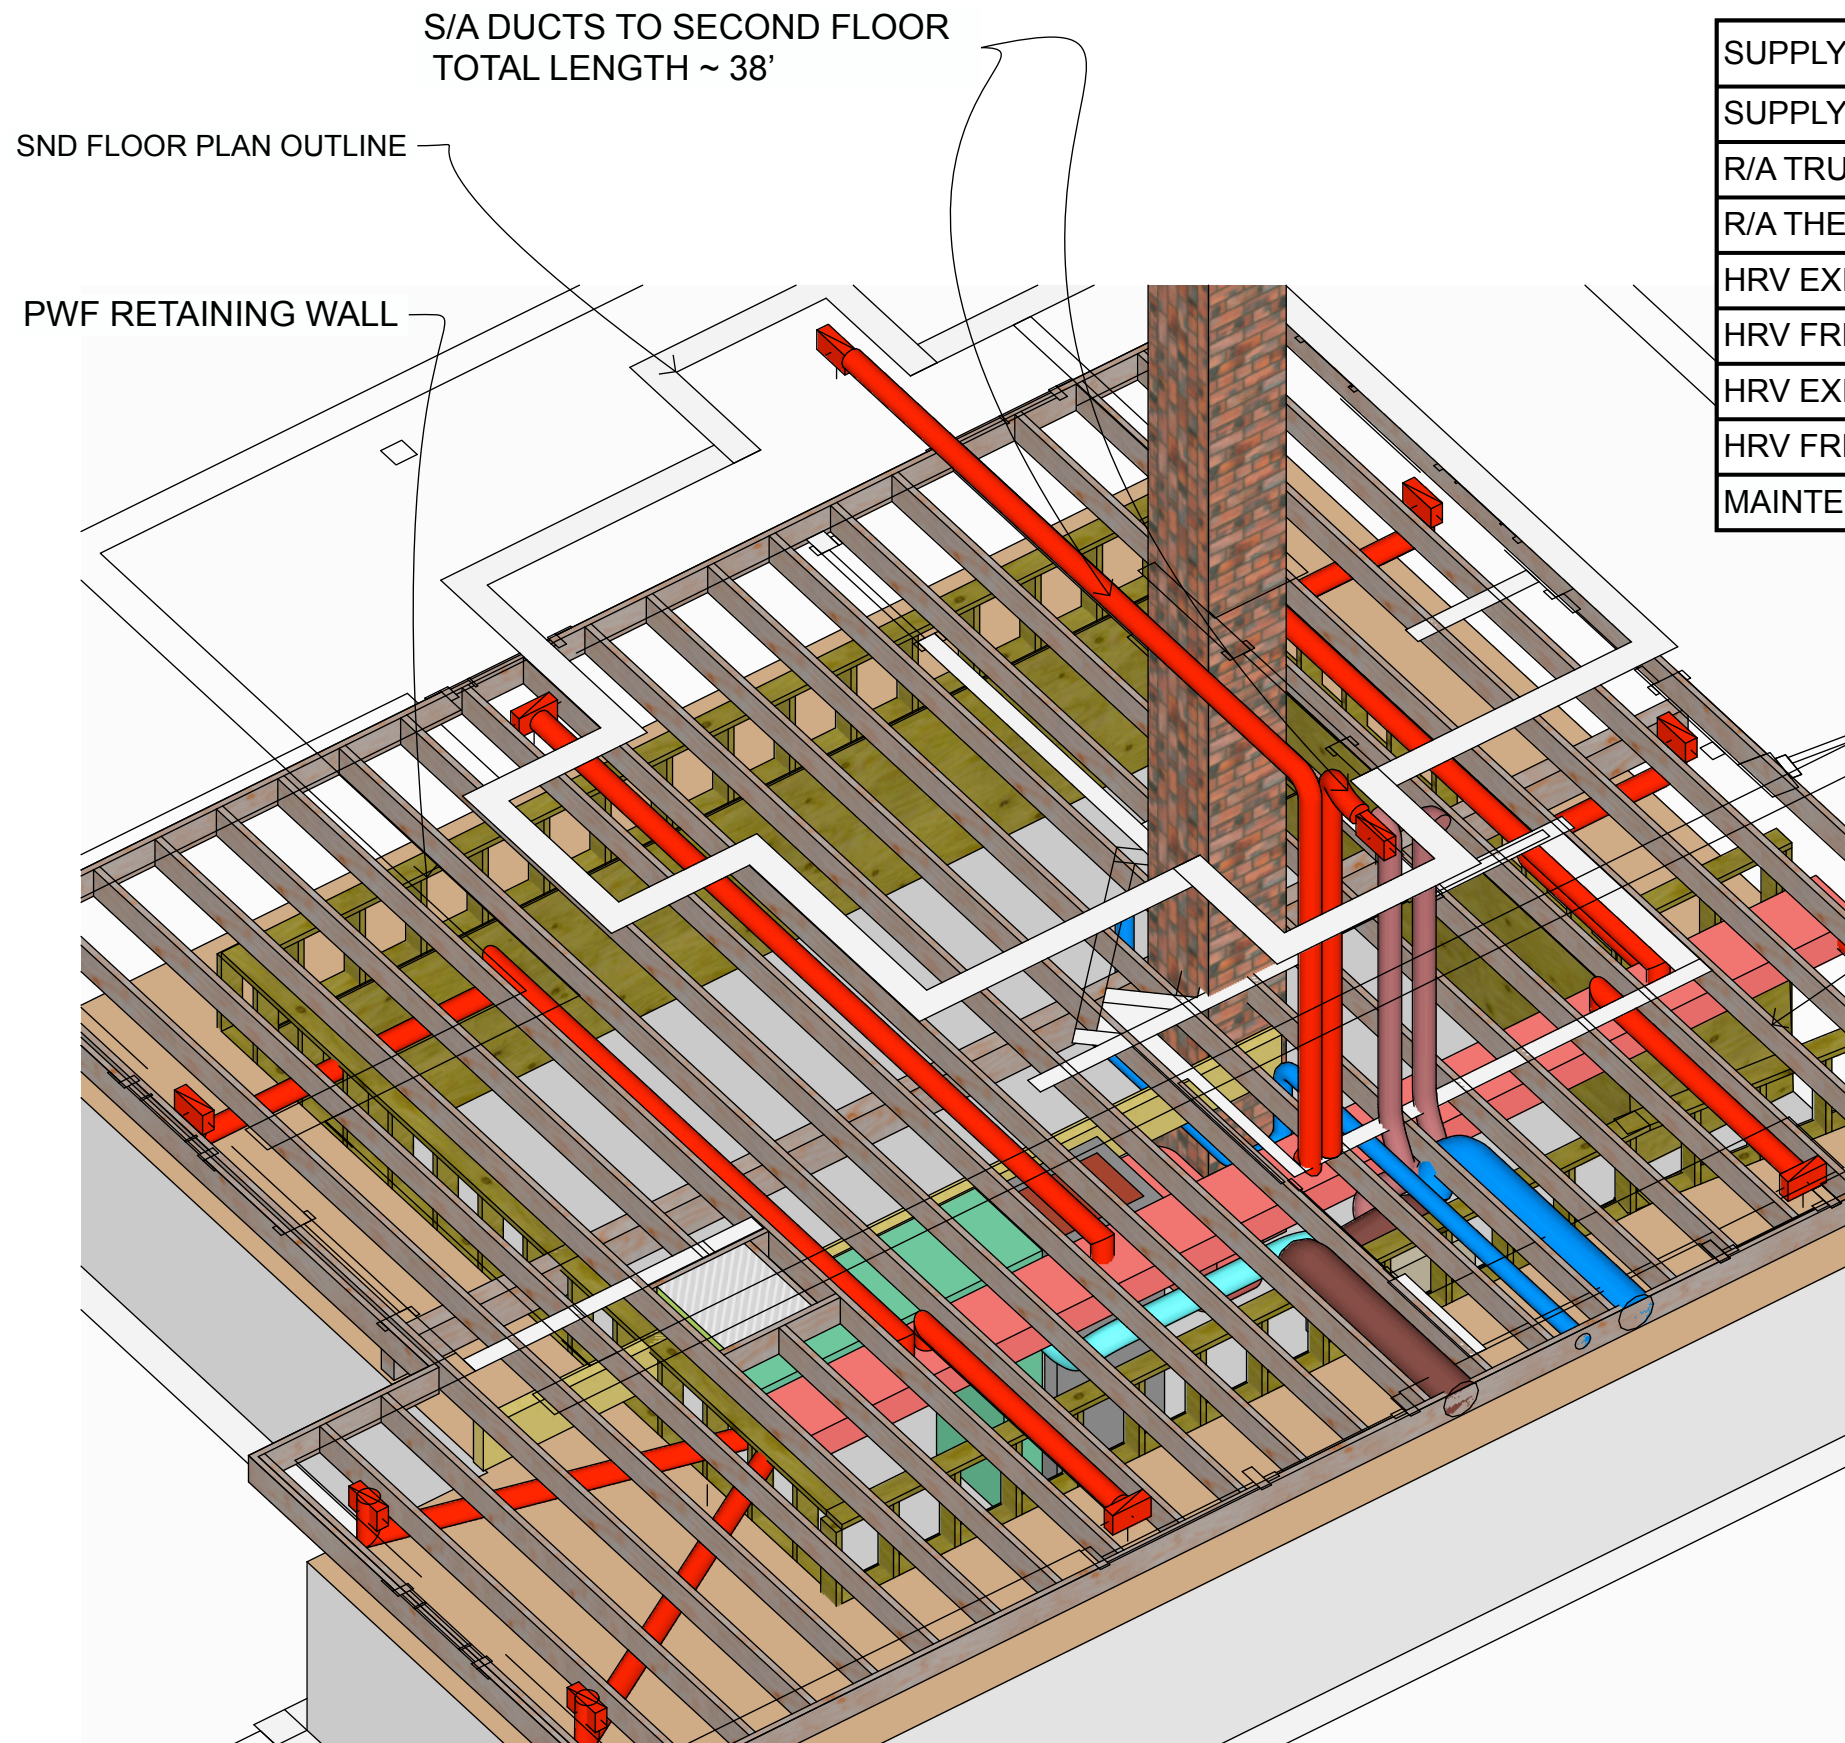 S/A DUCTS TO SECOND FLOOR
TOTAL LENGTH ~ 38'
SND FLOOR PLAN OUTLINE
PWF RETAINING WALL
SUPPLY
SUPPLY
R/A TRU
R/A THE
HRV EX
HRV FR
HRV EX
HRV FR
MAINTE